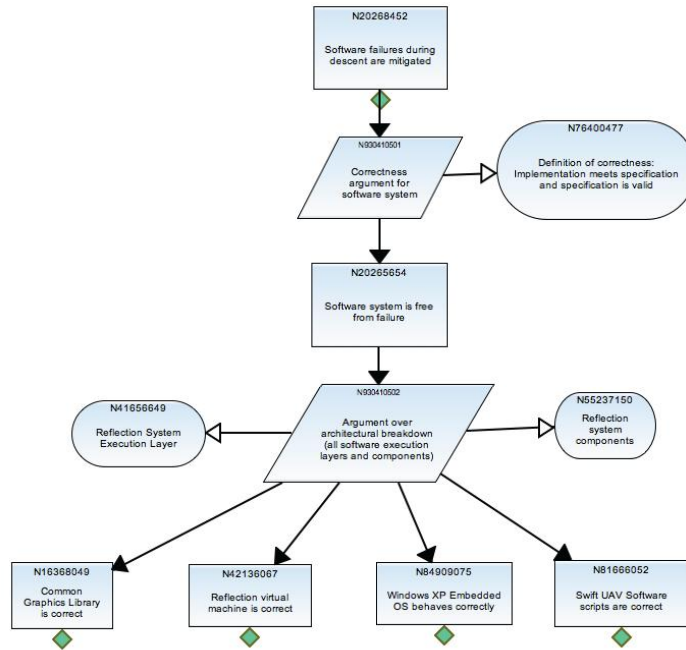 N20268452
Software failures during
descent are mitigated
N930410501
Correctness
argument for
software system
N76400477
Definition of correctness:
Implementation meets specification
and specification is valid
N20265654
Software system is free
from failure
N930410502
Argument over
architectural breakdown
(all software execution
layers and components)
N41656649
Reflection System
Execution Layer
N55237150
Reflection
system
components
N16368049
Common
Graphics Library
is correct
N42136067
Reflection virtual
machine is correct
N84909075
Windows XP Embedded
OS behaves correctly
N81666052
Swift UAV Software
scripts are correct